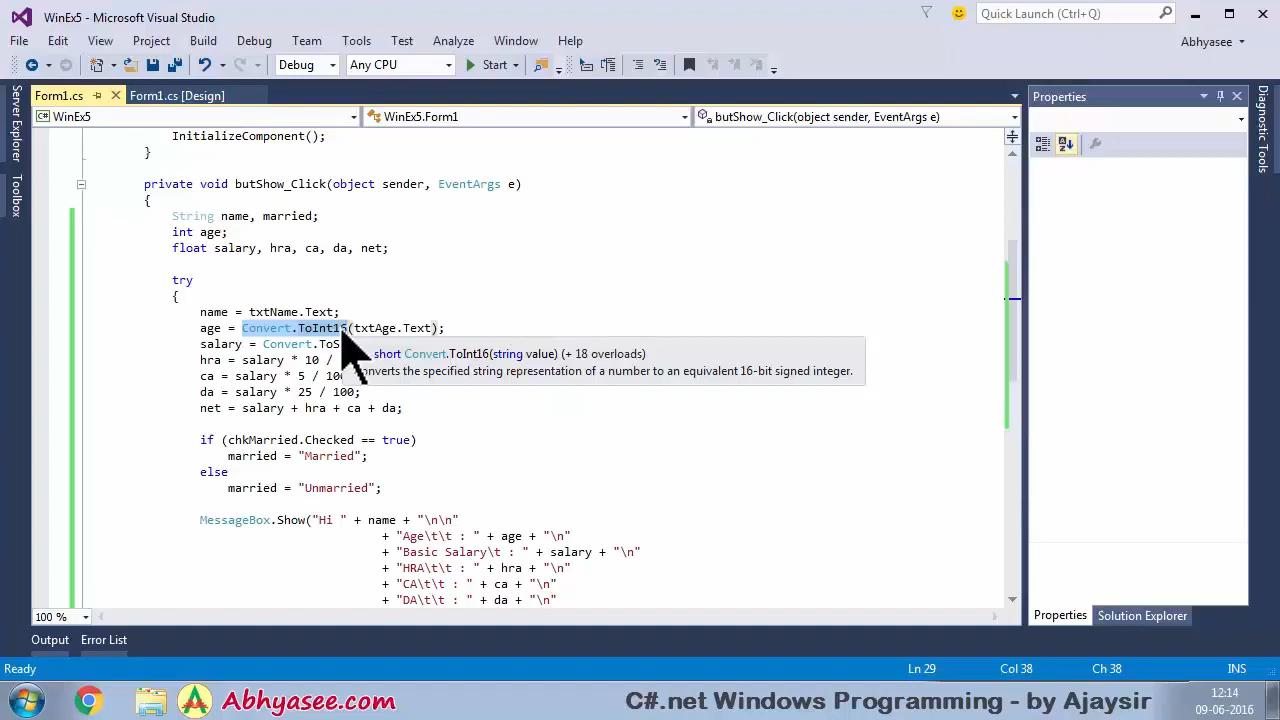 WinEx5 - Microsoft Visual Studio
Quick Launch (Ctrl+Q)
File Edit View Project Build Debug Team Tools Test Analyze Window Help
Abhyasee
Debug Any CPU Start
Form1.cs Form1.cs [Design]
Properties
WinEx5 WinEx5.Form1 butShow_Click(object sender, EventArgs e)
Server Explorer
Toolbox
Diagnostic Tools
InitializeComponent();
}
private void butShow_Click(object sender, EventArgs e)
{
String name, married;
int age;
float salary, hra, ca, da, net;
try
{
name = txtName.Text;
age = Convert.ToInt16(txtAge.Text);
salary = Convert.ToS
short Convert.ToInt16(string value) (+ 18 overloads)
hra = salary * 10 /
onverts the specified string representation of a number to an equivalent 16-bit signed integer.
ca = salary * 5 / 100
da = salary * 25 / 100;
net = salary + hra + ca + da;
if (chkMarried.Checked == true)
married = "Married";
else
married = "Unmarried";
MessageBox.Show("Hi " + name + "\n\n"
+ "Age\t\t : " + age + "\n"
+ "Basic Salary\t : " + salary + "\n"
+ "HRA\t\t : " + hra + "\n"
+ "CA\t\t : " + ca + "\n"
+ "DA\t\t : " + da + "\n"
100 %
Properties Solution Explorer
Output Error List
Ready Ln 29 Col 38 Ch 38 INS
Abhyasee.com C#.net Windows Programming - by Ajaysir
12:14
09-06-2016